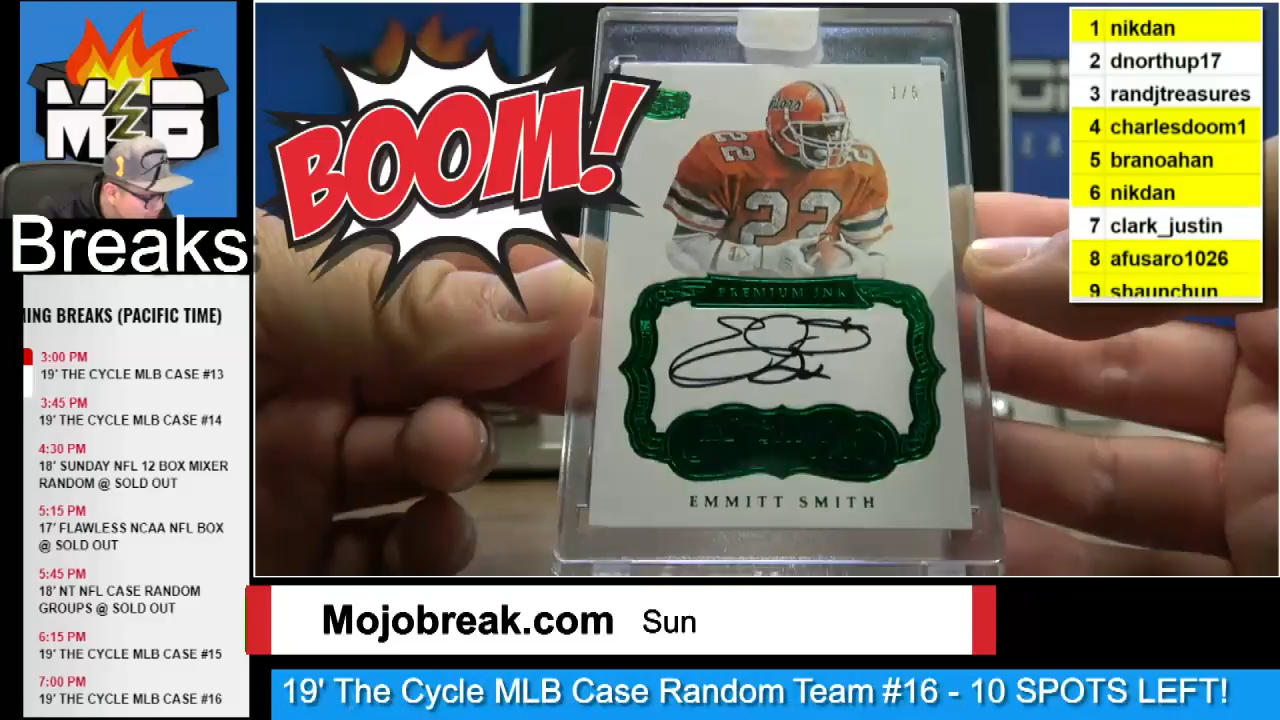 M B
Breaks
ING BREAKS (PACIFIC TIME)
3:00 PM
19' THE CYCLE MLB CASE #13
3:45 PM
19' THE CYCLE MLB CASE #14
4:30 PM
18' SUNDAY NFL 12 BOX MIXER
RANDOM @ SOLD OUT
5:15 PM
17' FLAWLESS NCAA NFL BOX
@ SOLD OUT
5:45 PM
18' NT NFL CASE RANDOM
GROUPS @ SOLD OUT
6:15 PM
19' THE CYCLE MLB CASE #15
7:00 PM
19' THE CYCLE MLB CASE #16
BOOM!
1/5
22
22
22
PREMIUM INK
EMMITT SMITH
1 nikdan
2 dnorthup17
3 randjtreasures
4 charlesdoom1
5 branoahan
6 nikdan
7 clark_justin
8 afusaro1026
9 shaunchun
Mojobreak.com Sun
19' The Cycle MLB Case Random Team #16 - 10 SPOTS LEFT!